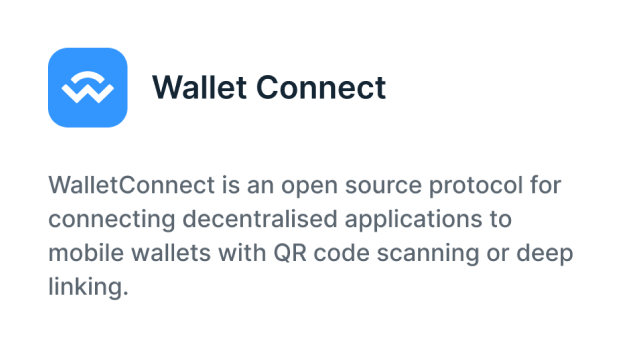 Wallet Connect
WalletConnect is an open source protocol for
connecting decentralised applications to
mobile wallets with QR code scanning or deep
linking.